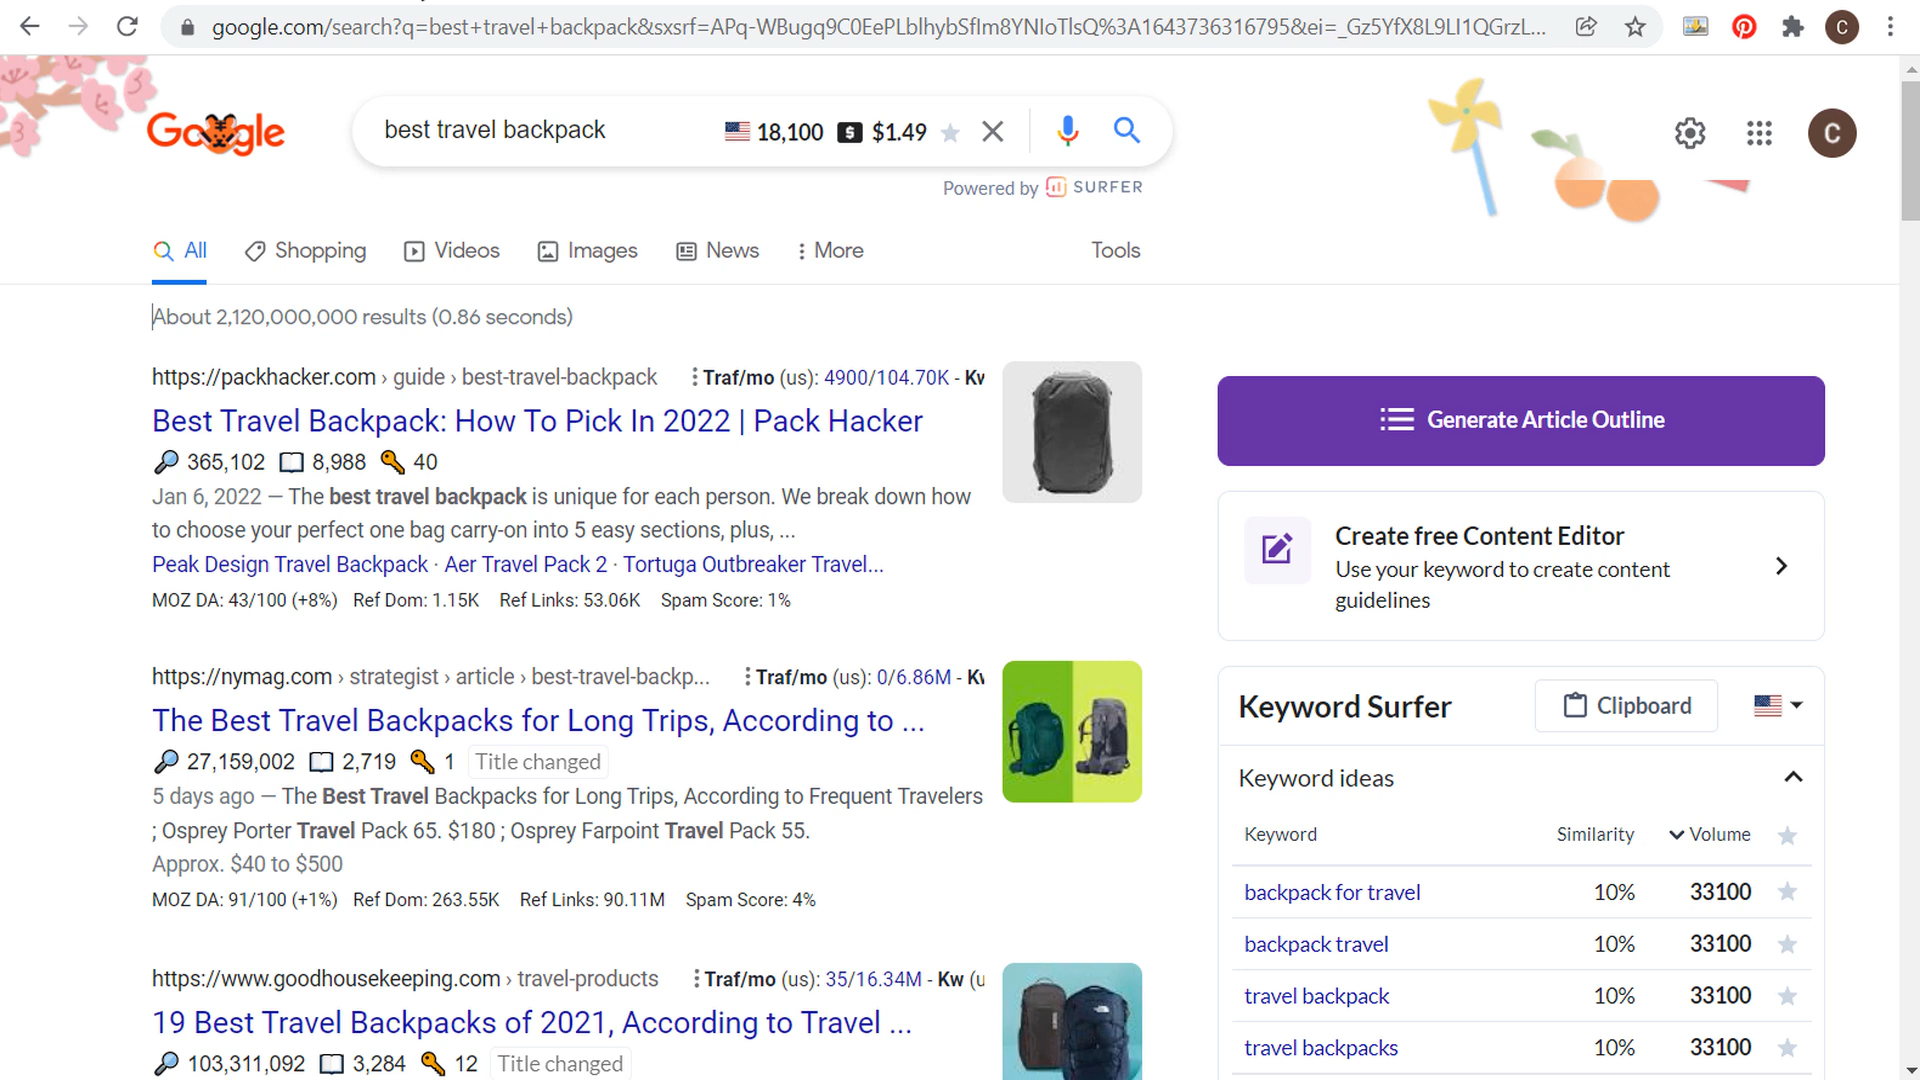 google.com/search?q=best+travel+backpack&sxsrf=APq-WBugq9C0EePLblhybSfIm8YNIoTlsQ%3A1643736316795&ei=_Gz5YfX8L9LI1QGrzL...
C
Google
best travel backpack 18,100 $ $1.49
C
Powered by SURFER
All Shopping Videos Images News More Tools
About 2,120,000,000 results (0.86 seconds)
https://packhacker.com › guide › best-travel-backpack Traf/mo (us): 4900/104.70K - Kw
Best Travel Backpack: How To Pick In 2022 | Pack Hacker
365,102 8,988 40
Jan 6, 2022 — The best travel backpack is unique for each person. We break down how
to choose your perfect one bag carry-on into 5 easy sections, plus, ...
Peak Design Travel Backpack · Aer Travel Pack 2 · Tortuga Outbreaker Travel...
MOZ DA: 43/100 (+8%) Ref Dom: 1.15K Ref Links: 53.06K Spam Score: 1%
https://nymag.com › strategist › article › best-travel-backp... Traf/mo (us): 0/6.86M - Kw
The Best Travel Backpacks for Long Trips, According to ...
27,159,002 2,719 1 Title changed
5 days ago — The Best Travel Backpacks for Long Trips, According to Frequent Travelers
; Osprey Porter Travel Pack 65. $180 ; Osprey Farpoint Travel Pack 55.
Approx. $40 to $500
MOZ DA: 91/100 (+1%) Ref Dom: 263.55K Ref Links: 90.11M Spam Score: 4%
https://www.goodhousekeeping.com › travel-products Traf/mo (us): 35/16.34M - Kw (u
19 Best Travel Backpacks of 2021, According to Travel ...
103,311,092 3,284 12 Title changed
Generate Article Outline
Create free Content Editor
Use your keyword to create content
guidelines
Keyword Surfer Clipboard
Keyword ideas
Keyword Similarity Volume
backpack for travel 10% 33100
backpack travel 10% 33100
travel backpack 10% 33100
travel backpacks 10% 33100